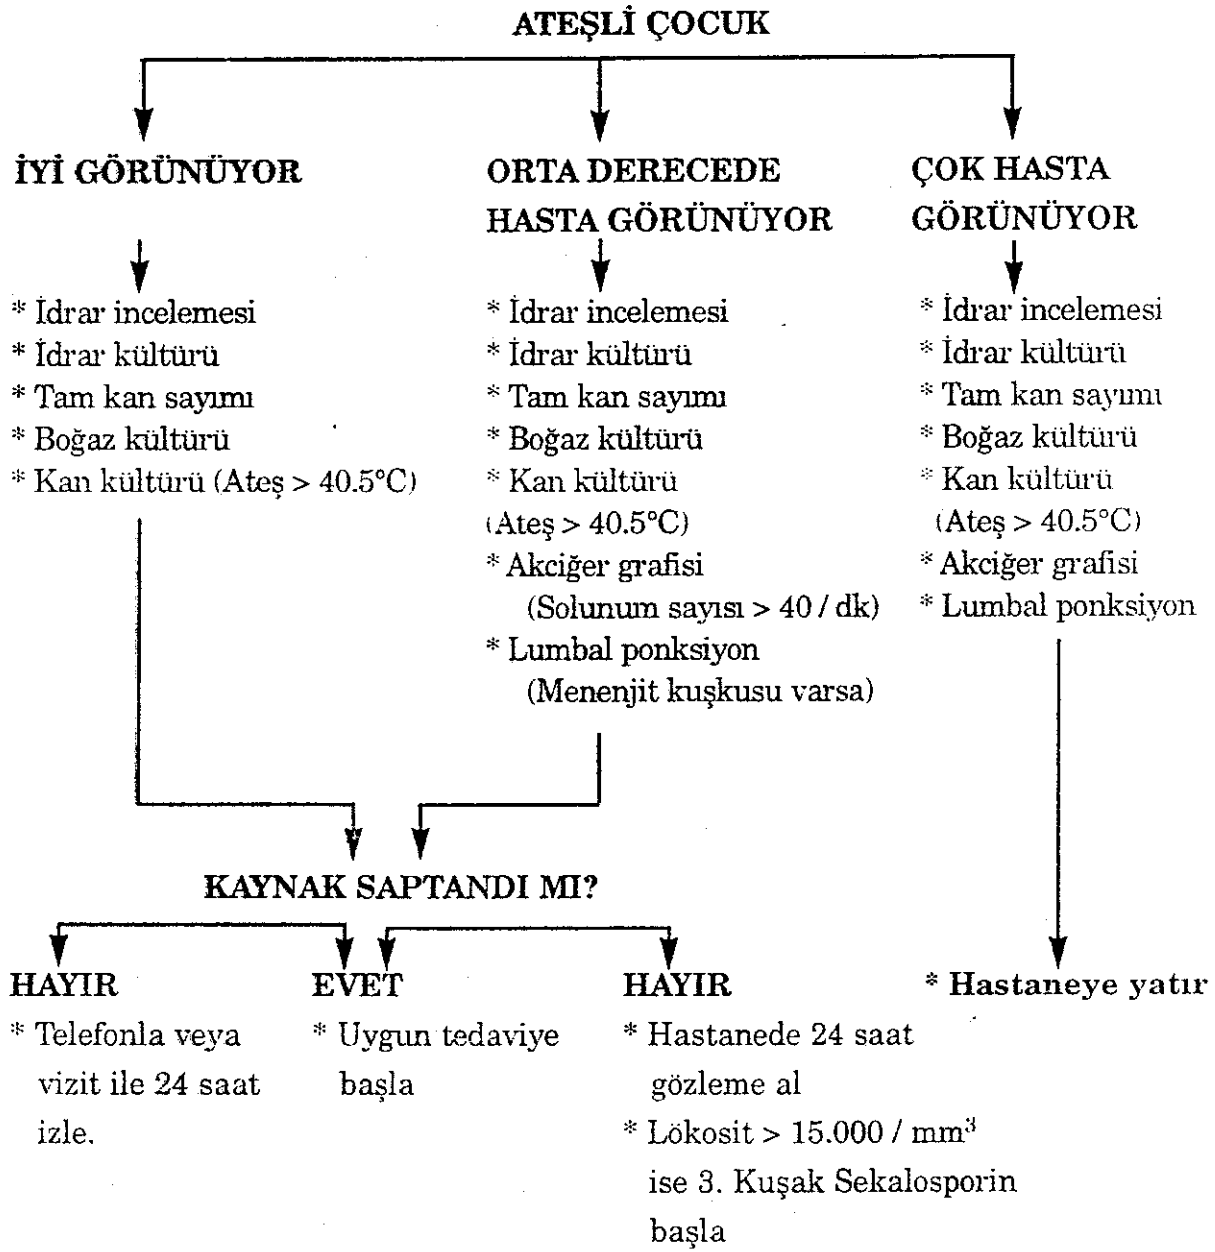 ATEŞLİ ÇOCUK
İYİ GÖRÜNÜYOR
* İdrar incelemesi
* İdrar kültürü
* Tam kan sayımı
* Boğaz kültürü
* Kan kültürü (Ateş > 40.5°C)
ORTA DERECEDE
HASTA GÖRÜNÜYOR
* İdrar incelemesi
* İdrar kültürü
* Tam kan sayımı
* Boğaz kültürü
* Kan kültürü
(Ateş > 40.5°C)
* Akciğer grafisi
(Solunum sayısı > 40 / dk)
* Lumbal ponksiyon
(Menenjit kuşkusu varsa)
ÇOK HASTA
GÖRÜNÜYOR
* İdrar incelemesi
* İdrar kültürü
* Tam kan sayımı
* Boğaz kültürü
* Kan kültürü
(Ateş > 40.5°C)
* Akciğer grafisi
* Lumbal ponksiyon
KAYNAK SAPTANDI MI?
HAYIR
* Telefonla veya
vizit ile 24 saat
izle.
EVET
* Uygun tedaviye
başla
HAYIR
* Hastanede 24 saat
gözleme al
* Lökosit > 15.000 / mm³
ise 3. Kuşak Sekalosporin
başla
* Hastaneye yatır